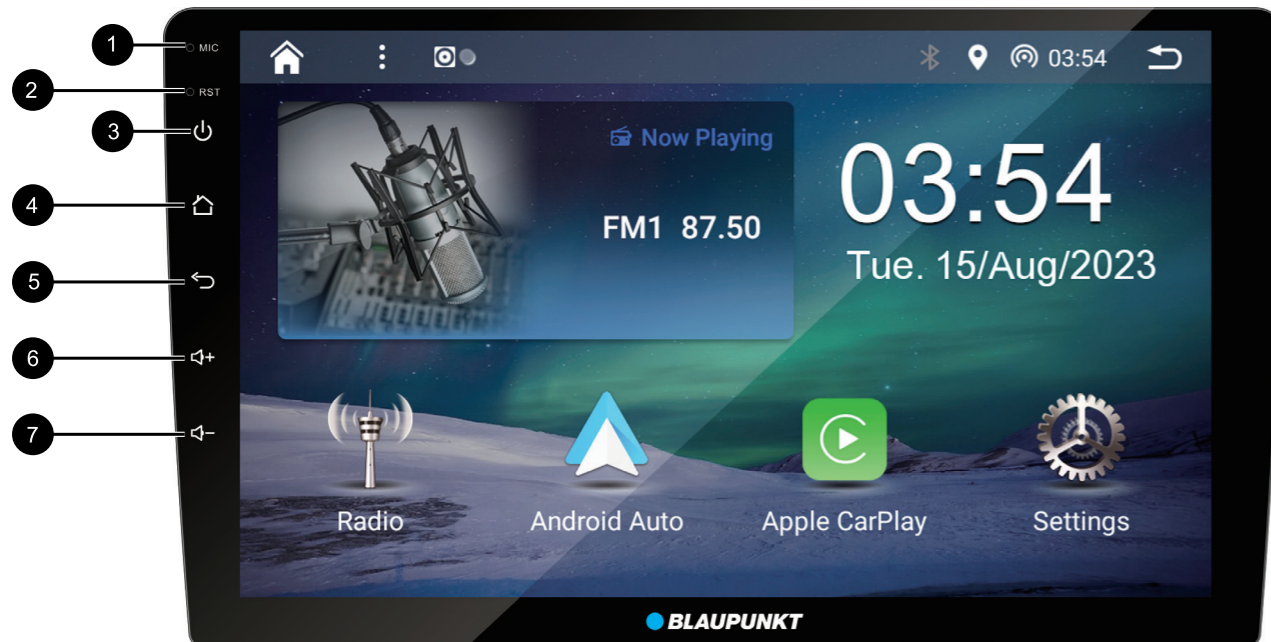 1 MIC
2 RST
3
4
5
6 +
7 −
03:54
Now Playing
FM1 87.50
03:54
Tue. 15/Aug/2023
Radio Android Auto Apple CarPlay Settings
BLAUPUNKT